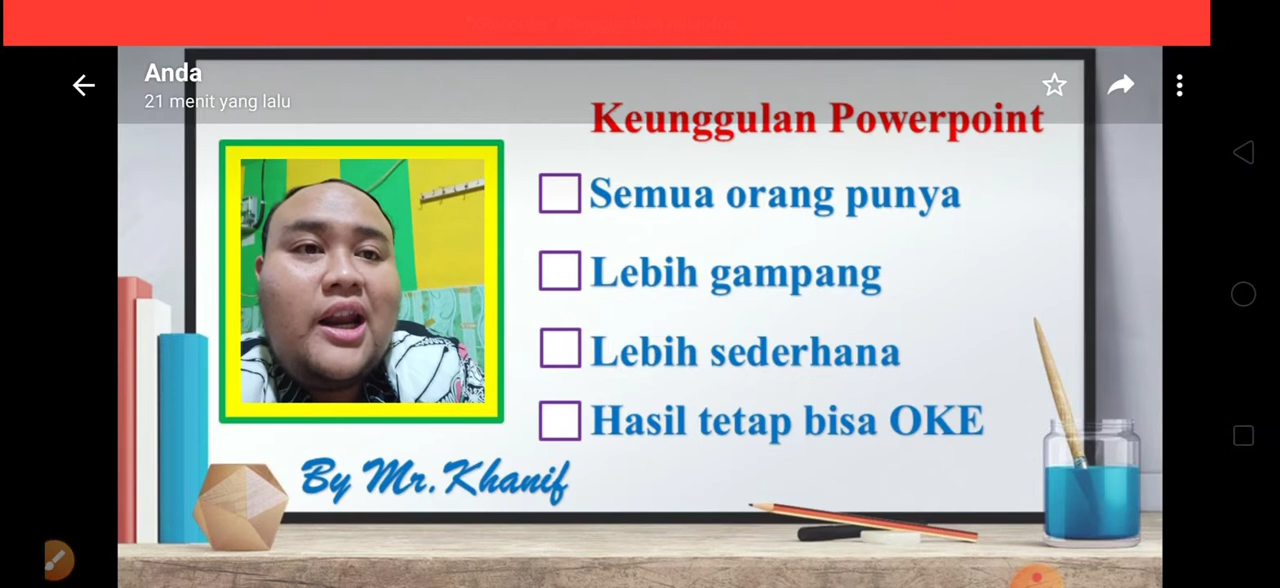 Anda
21 menit yang lalu
Keunggulan Powerpoint
Semua orang punya
Lebih gampang
Lebih sederhana
Hasil tetap bisa OKE
By Mr.Khanif